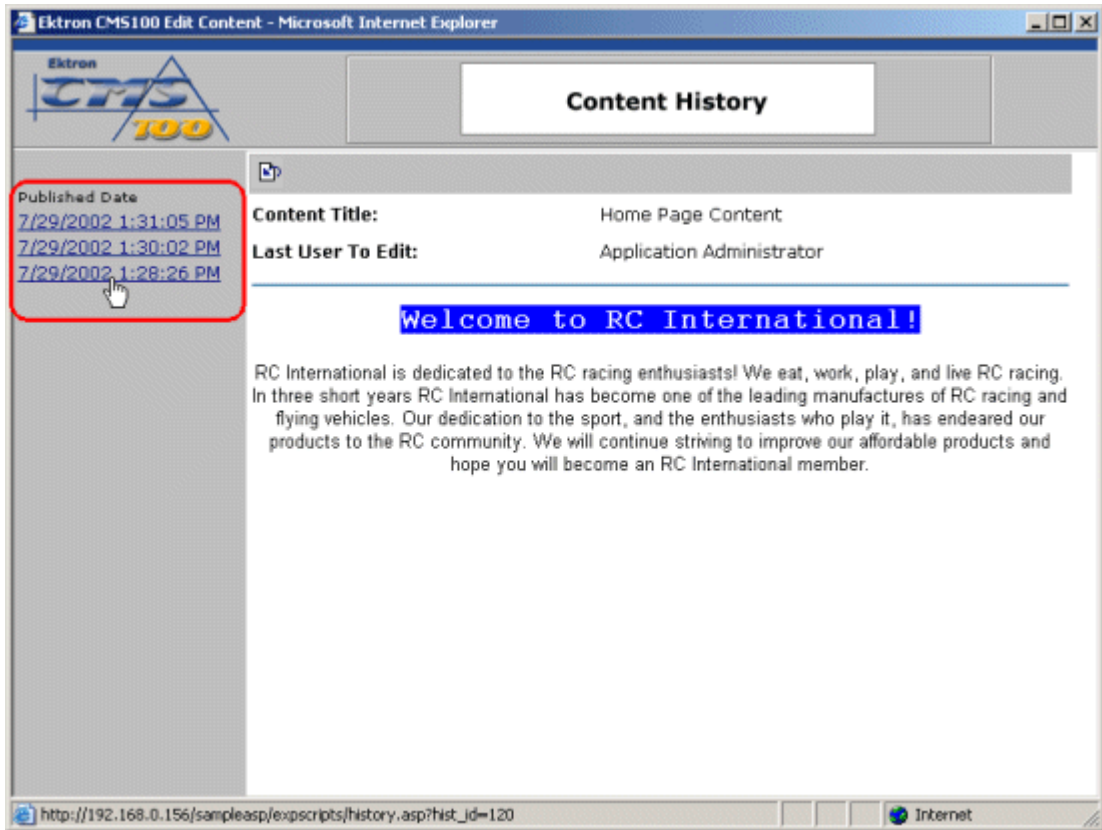 Ektron CMS100 Edit Content - Microsoft Internet Explorer
Ektron
CMS
100
Content History
Published Date
7/29/2002 1:31:05 PM
7/29/2002 1:30:02 PM
7/29/2002 1:28:26 PM
Content Title: Home Page Content
Last User To Edit: Application Administrator
Welcome to RC International!
RC International is dedicated to the RC racing enthusiasts! We eat, work, play, and live RC racing.
In three short years RC International has become one of the leading manufactures of RC racing and
flying vehicles. Our dedication to the sport, and the enthusiasts who play it, has endeared our
products to the RC community. We will continue striving to improve our affordable products and
hope you will become an RC International member.
http://192.168.0.156/sampleasp/expscripts/history.asp?hist_id=120 Internet